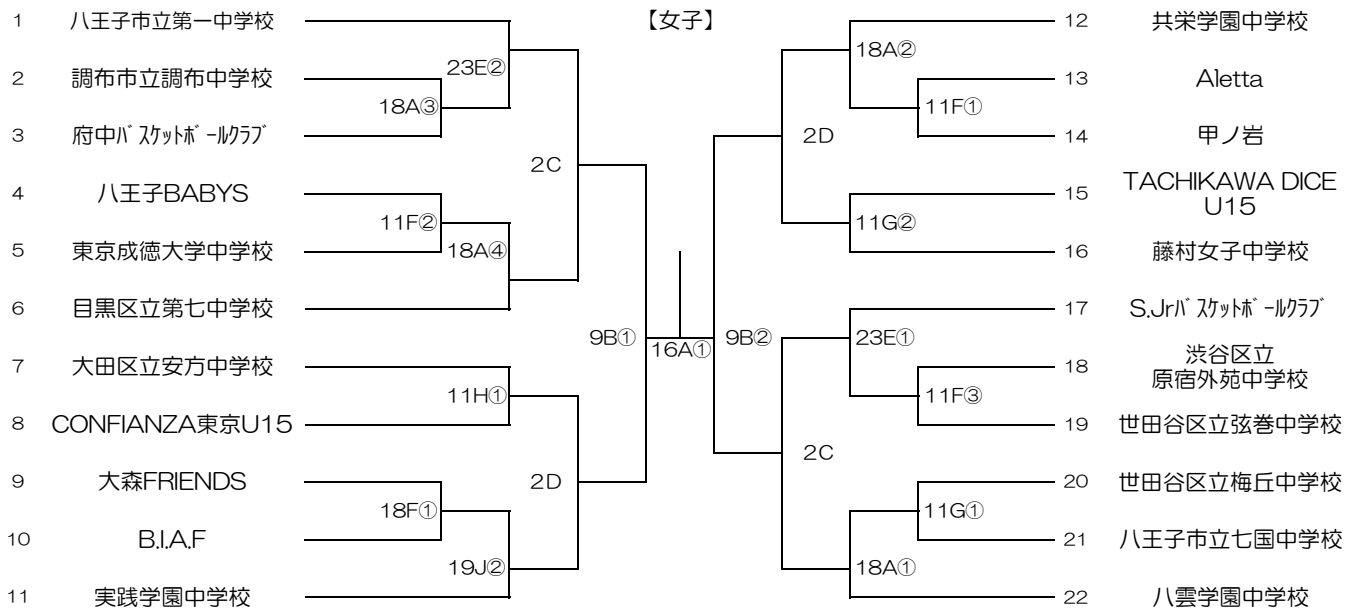 【女子】
1 八王子市立第一中学校
23E②
2 調布市立調布中学校
18A③
3 府中ﾊﾞｽｹｯﾄﾎﾞｰﾙｸﾗﾌﾞ
2C
4 八王子BABYS
11F②
5 東京成徳大学中学校
18A④
6 目黒区立第七中学校
9B①
7 大田区立安方中学校
11H①
8 CONFIANZA東京U15
2D
9 大森FRIENDS
18F①
10 B.I.A.F
19J②
11 実践学園中学校
16A①
12 共栄学園中学校
18A②
13 Aletta
11F①
14 甲ノ岩
2D
15 TACHIKAWA DICE
U15
11G②
16 藤村女子中学校
9B②
17 S.Jrﾊﾞｽｹｯﾄﾎﾞｰﾙｸﾗﾌﾞ
23E①
18 渋谷区立
原宿外苑中学校
11F③
19 世田谷区立弦巻中学校
2C
20 世田谷区立梅丘中学校
11G①
21 八王子市立七国中学校
18A①
22 八雲学園中学校